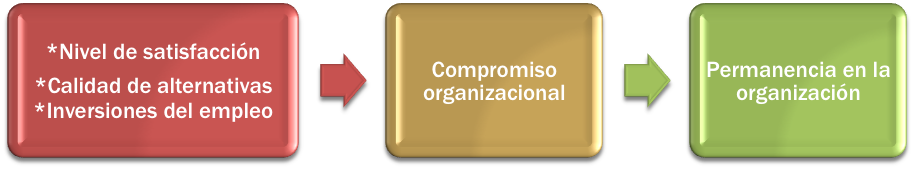 *Nivel de satisfacción
*Calidad de alternativas
*Inversiones del empleo
Compromiso
organizacional
Permanencia en la
organización